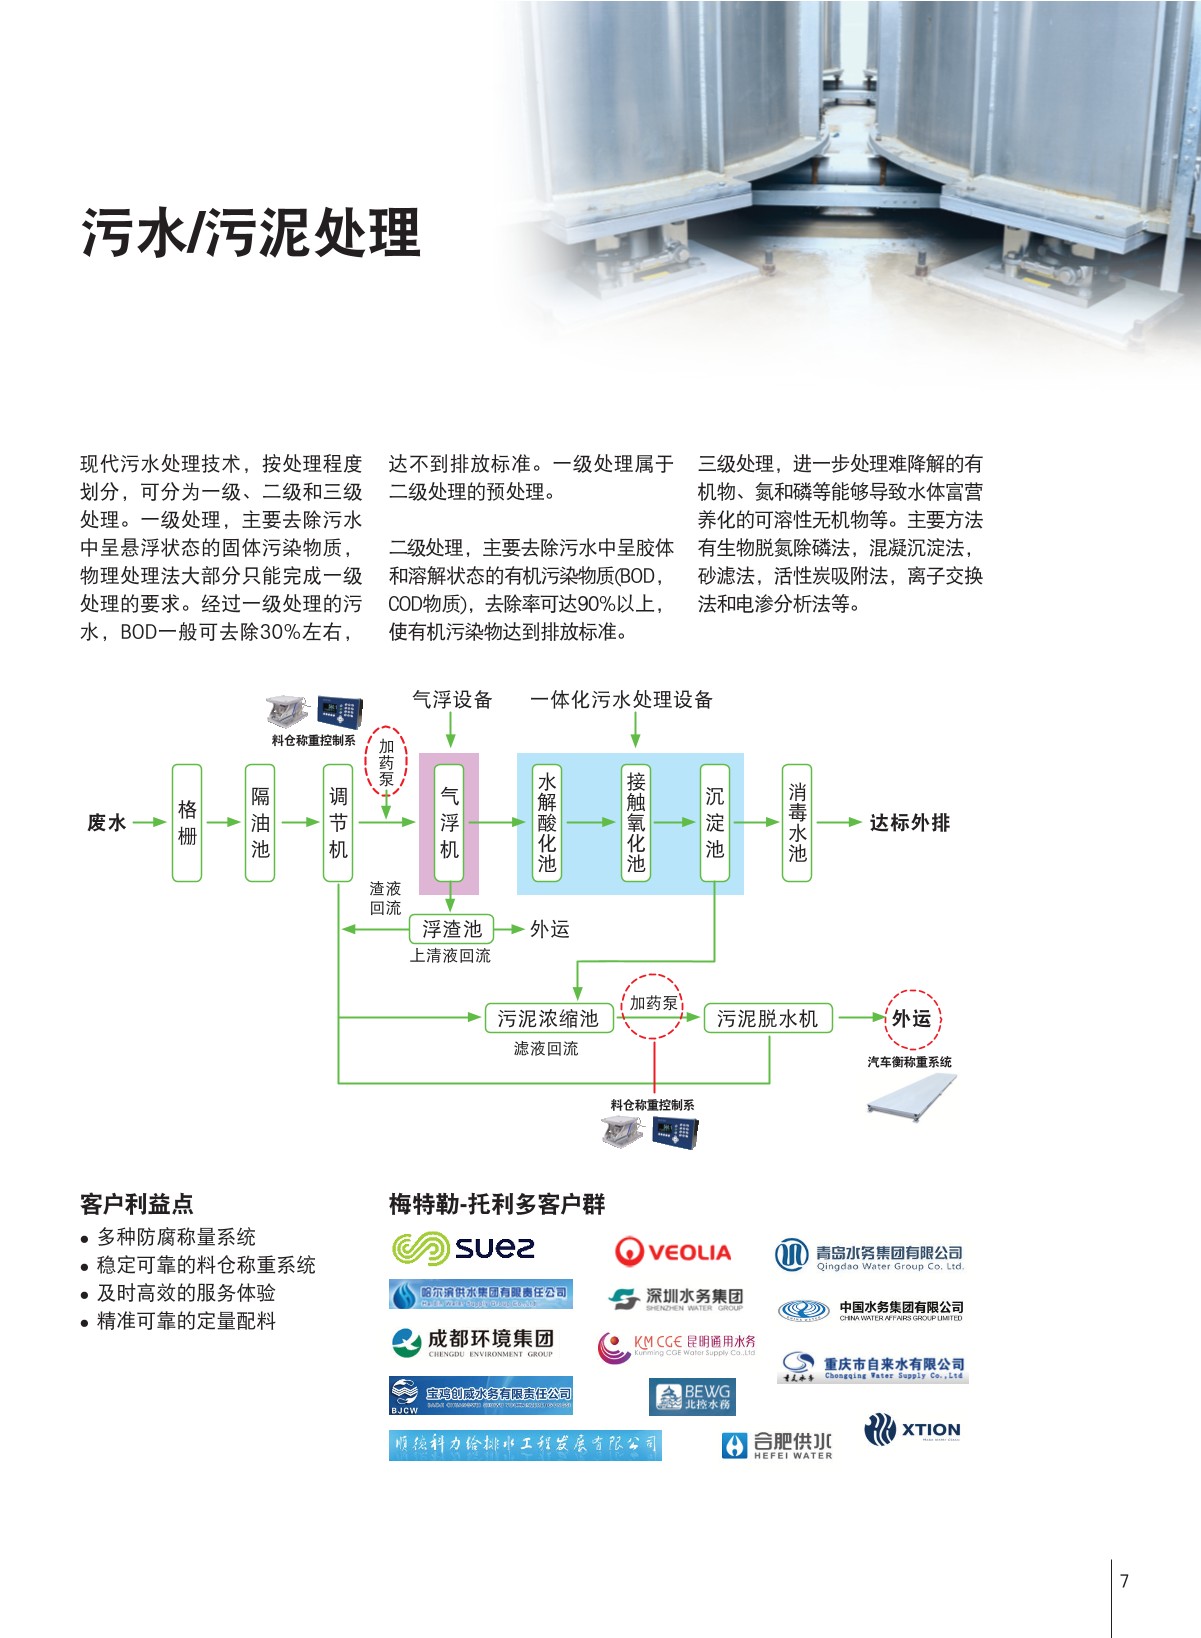 污水/污泥处理
现代污水处理技术，按处理程度
划分，可分为一级、二级和三级
处理。一级处理，主要去除污水
中呈悬浮状态的固体污染物质，
物理处理法大部分只能完成一级
处理的要求。经过一级处理的污
水，BOD一般可去除30%左右，
达不到排放标准。一级处理属于
二级处理的预处理。
二级处理，主要去除污水中呈胶体
和溶解状态的有机污染物质(BOD，
COD物质)，去除率可达90%以上，
使有机污染物达到排放标准。
三级处理，进一步处理难降解的有
机物、氮和磷等能够导致水体富营
养化的可溶性无机物等。主要方法
有生物脱氮除磷法，混凝沉淀法，
砂滤法，活性炭吸附法，离子交换
法和电渗分析法等。
气浮设备
一体化污水处理设备
料仓称重控制系
加药泵
废水
格栅
隔油池
调节机
气浮机
水解酸化池
接触氧化池
沉淀池
消毒水池
达标外排
渣液
回流
浮渣池
外运
上清液回流
污泥浓缩池
加药泵
污泥脱水机
外运
滤液回流
汽车衡称重系统
料仓称重控制系
客户利益点
● 多种防腐称量系统
● 稳定可靠的料仓称重系统
● 及时高效的服务体验
● 精准可靠的定量配料
梅特勒-托利多客户群
suez
VEOLIA
青岛水务集团有限公司
Qingdao Water Group Co. Ltd.
哈尔滨供水集团有限责任公司
深圳水务集团
SHENZHEN WATER GROUP
中国水务集团有限公司
CHINA WATER AFFAIRS GROUP LIMITED
成都环境集团
CHENGDU ENVIRONMENT GROUP
KMCGE 昆明通用水务
Kunming CGE Water Supply Co.,Ltd
重庆市自来水有限公司
Chongqing Water Supply Co.,Ltd
宝鸡创威水务有限责任公司
BJCW
BEWG
北控水務
顺德科力给排水工程发展有限公司
合肥供水
HEFEI WATER
XTION
7